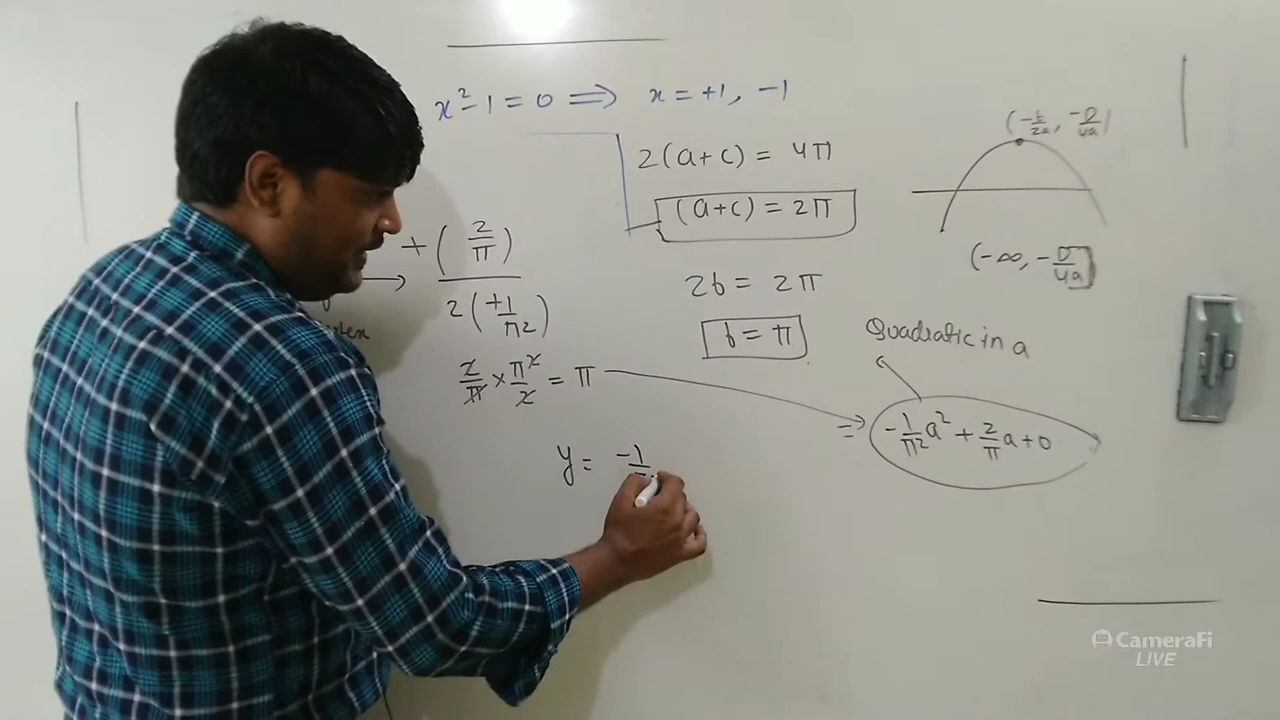 x² - 1 = 0 ⟹ x = +1, -1
2(a+c) = 4π
(a+c) = 2π
2b = 2π
b = π
(-b/2a, -D/4a)
(-∞, -D/4a]
+(2/π) / 2(+1/π²)
2/π × π²/2 = π
Quadratic in a
⇒ -1/π² a² + 2/π a + 0
y = -1
CameraFi
LIVE